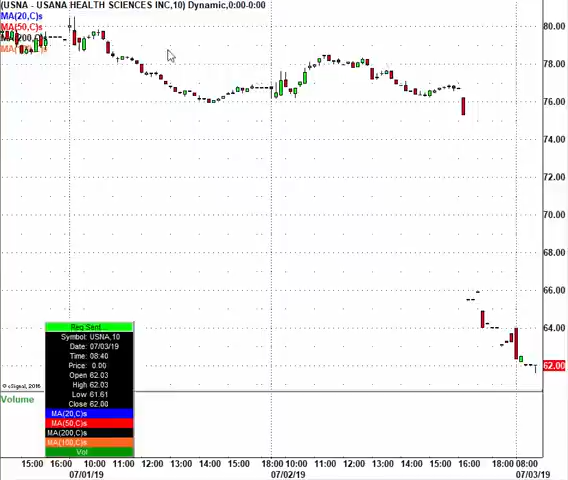 (USNA - USANA HEALTH SCIENCES INC,10) Dynamic,0:00-0:00
MA(20,C)s
MA(50,C)s
MA(200,C)s
80.00
78.00
76.00
74.00
72.00
70.00
68.00
66.00
64.00
62.00
Reg Sent...
Symbol: USNA,10
Date: 07/03/19
Time: 08:40
Price: 0.00
Open 62.03
High 62.03
Low 61.61
Close 62.00
MA(20,C)s
MA(50,C)s
MA(200,C)s
MA(100,C)s
Vol
© eSignal, 2016
Volume
15:00 16:00 10:00 11:00 12:00 13:00 14:00 15:00 18:00 10:00 11:00 12:00 13:00 14:00 15:00 16:00 18:00 08:00
07/01/19 07/02/19 07/03/19